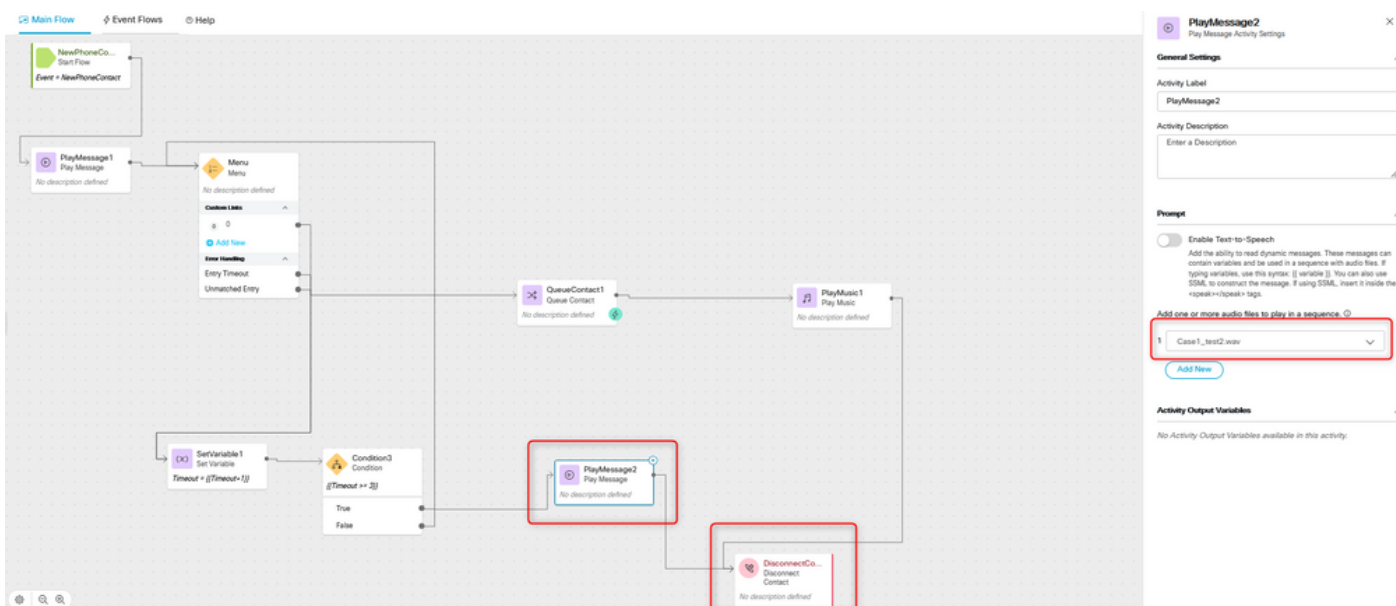 Main Flow
Event Flows
Help
NewPhoneCo...
Start Flow
Event = NewPhoneContact
PlayMessage1
Play Message
No description defined
Menu
Menu
No description defined
Custom Links
0 0
Add New
Error Handling
Entry Timeout
Unmatched Entry
QueueContact1
Queue Contact
No description defined
PlayMusic1
Play Music
No description defined
SetVariable1
Set Variable
Timeout = {{Timeout+1}}
Condition3
Condition
{{Timeout >= 3}}
True
False
PlayMessage2
Play Message
No description defined
DisconnectCo...
Disconnect
Contact
No description defined
PlayMessage2
Play Message Activity Settings
General Settings
Activity Label
PlayMessage2
Activity Description
Enter a Description
Prompt
Enable Text-to-Speech
Add the ability to read dynamic messages. These messages can
contain variables and be used in a sequence with audio files. If
typing variables, use this syntax: {{ variable }}. You can also use
SSML to construct the message. If using SSML, insert it inside the
<speak></speak> tags.
Add one or more audio files to play in a sequence.
1 Case1_test2.wav
Add New
Activity Output Variables
No Activity Output Variables available in this activity.